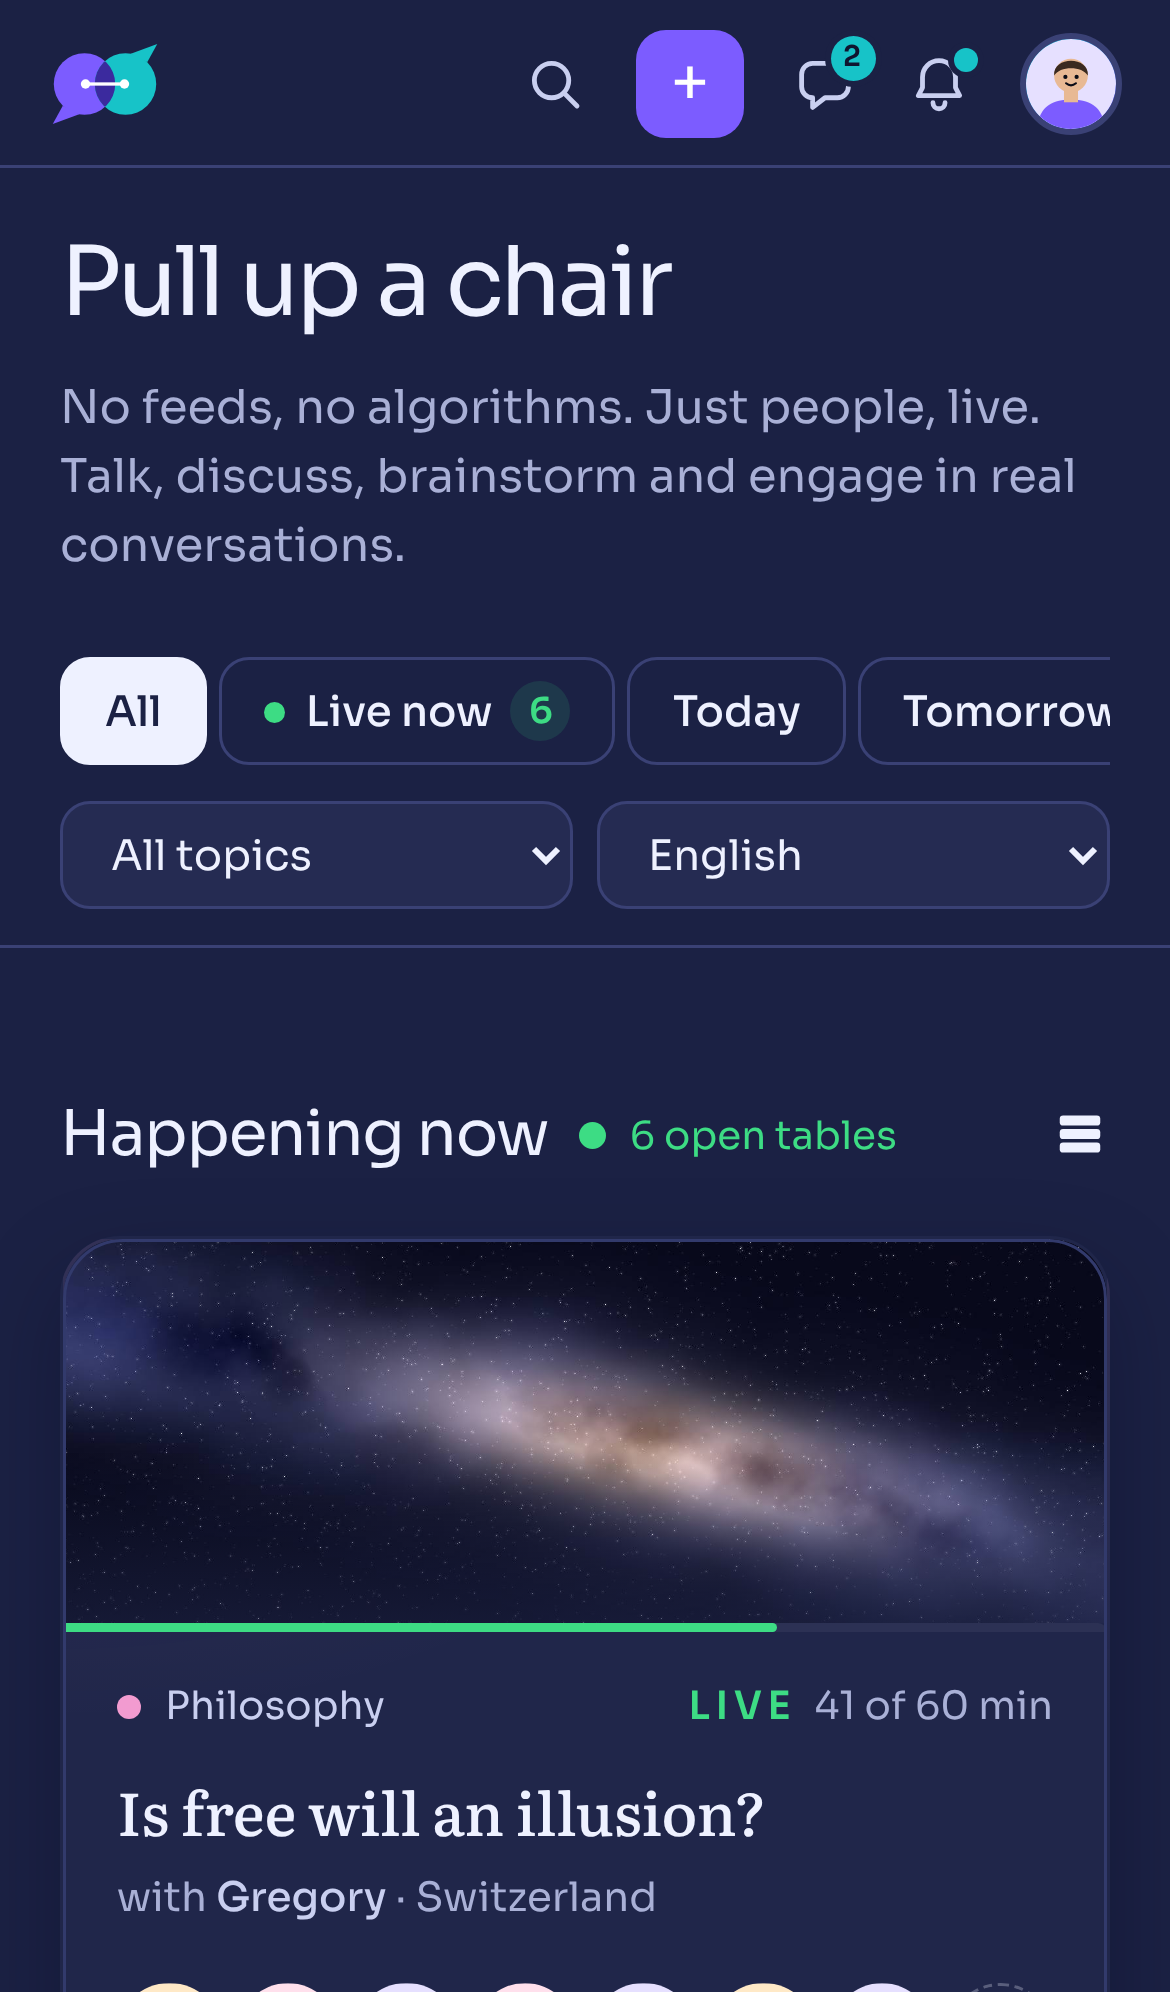 2
Pull up a chair
No feeds, no algorithms. Just people, live.
Talk, discuss, brainstorm and engage in real
conversations.
All
Live now 6
Today
Tomorrow
All topics
English
Happening now
6 open tables
Philosophy
LIVE 41 of 60 min
Is free will an illusion?
with Gregory · Switzerland